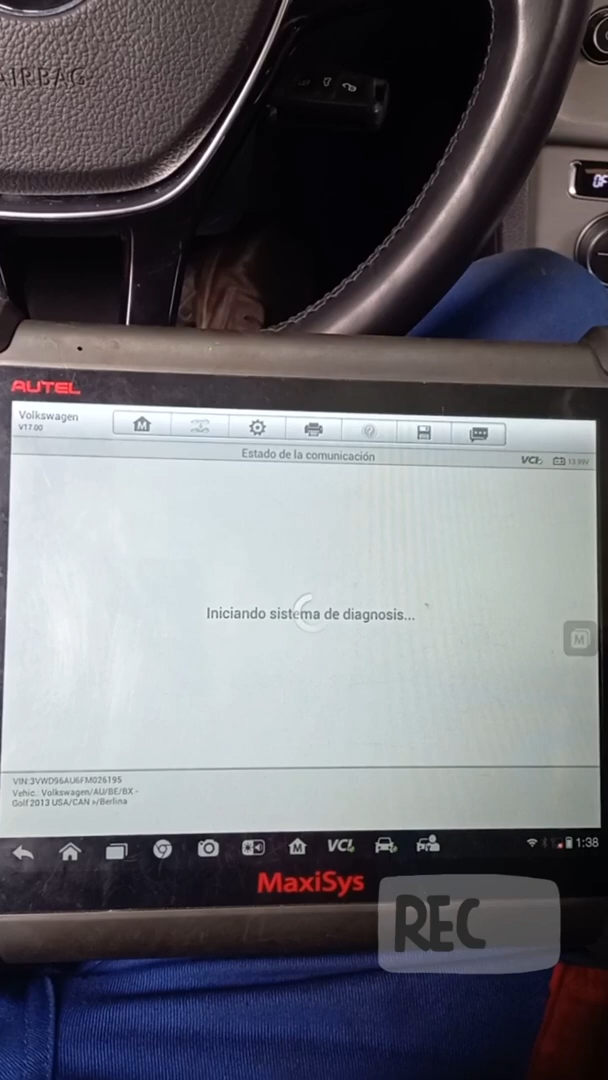 AIRBAG
OF
AUTEL
Volkswagen
V17.00
Estado de la comunicación
VCI
13.99V
Iniciando sistema de diagnosis...
M
VIN:3VWD96AU6FM026195
Vehic.: Volkswagen/AU/BE/BX -
Golf 2013 USA/CAN >/Berlina
VCI
1:38
MaxiSys
REC